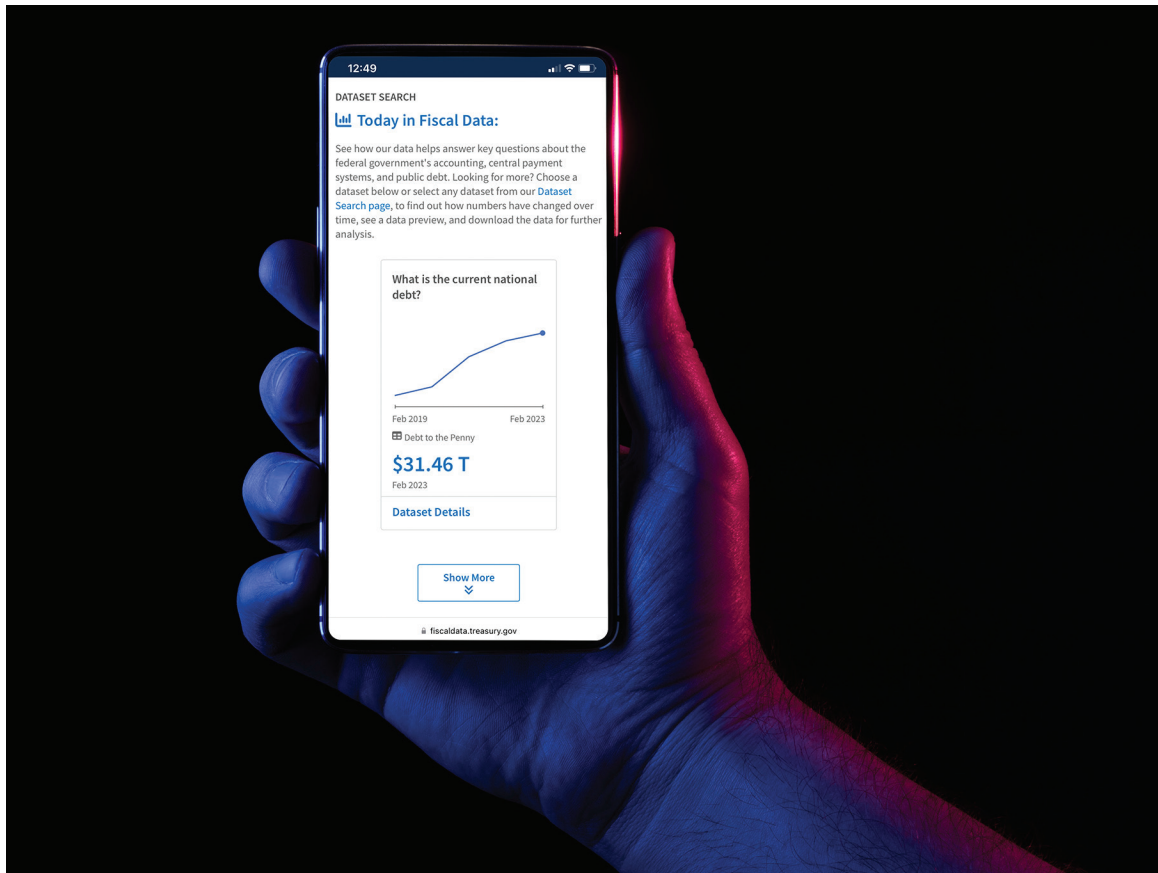 12:49
DATASET SEARCH
Today in Fiscal Data:
See how our data helps answer key questions about the
federal government's accounting, central payment
systems, and public debt. Looking for more? Choose a
dataset below or select any dataset from our Dataset
Search page, to find out how numbers have changed over
time, see a data preview, and download the data for further
analysis.
What is the current national
debt?
Feb 2019 Feb 2023
Debt to the Penny
$31.46 T
Feb 2023
Dataset Details
Show More
fiscaldata.treasury.gov